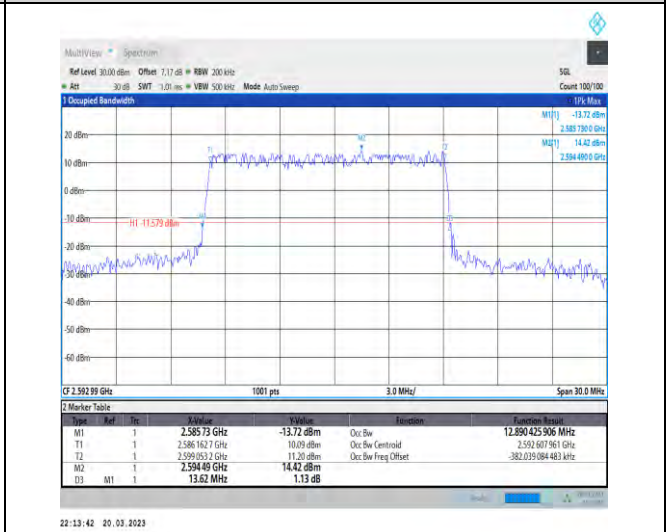 MultiView Spectrum
Ref Level 30.00 dBm Offset 7.17 dB RBW 200 kHz SGL
Att 30 dB SWT 1.01 ms VBW 500 kHz Mode Auto Sweep Count 100/100
1 Occupied Bandwidth 1Pk Max
M1[1] -13.72 dBm
2.585 730 0 GHz
M2[1] 14.42 dBm
2.594 490 0 GHz
20 dBm
M2
T1
10 dBm
0 dBm
-10 dBm
H1 -11.579 dBm
D3
-20 dBm
-30 dBm
-40 dBm
-50 dBm
-60 dBm
CF 2.592 99 GHz 1001 pts 3.0 MHz/ Span 30.0 MHz
2 Marker Table
Type Ref Trc X-Value Y-Value Function Function Result
M1 1 2.585 73 GHz -13.72 dBm Occ Bw 12.890 425 906 MHz
T1 1 2.586 162 7 GHz 10.09 dBm Occ Bw Centroid 2.592 607 961 GHz
T2 1 2.599 053 2 GHz 11.20 dBm Occ Bw Freq Offset -382.039 084 483 kHz
M2 1 2.594 49 GHz 14.42 dBm
D3 M1 1 13.62 MHz 1.13 dB
22:13:42 20.03.2023